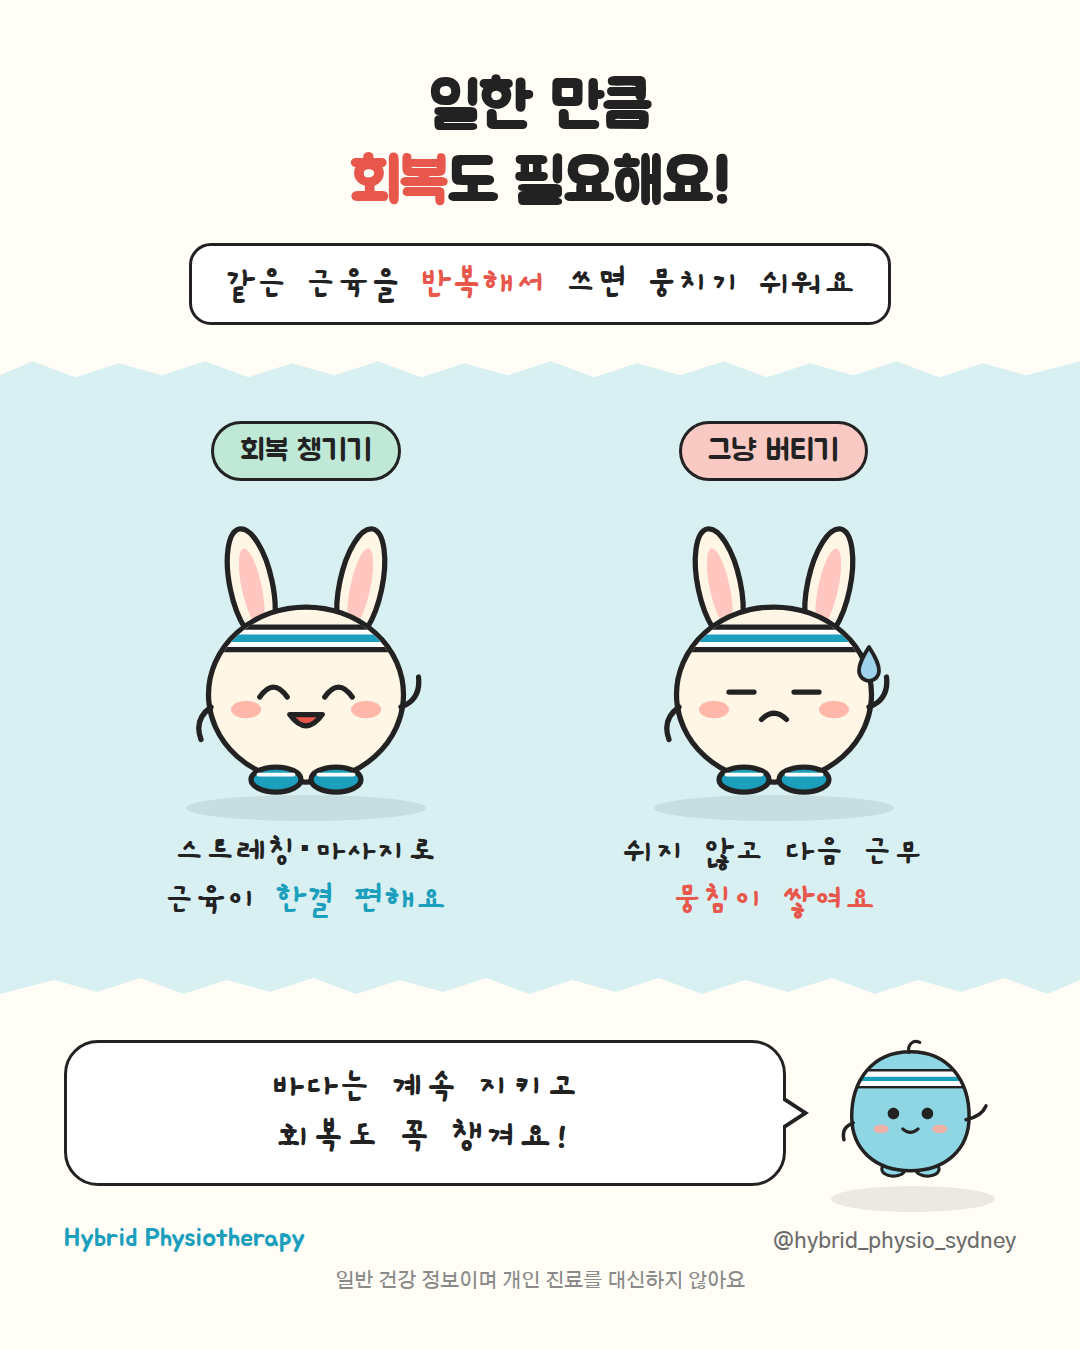 일한 만큼
회복도 필요해요!
같은 근육을 반복해서 쓰면 뭉치기 쉬워요
회복 챙기기
그냥 버티기
스트레칭·마사지로
근육이 한결 편해요
쉬지 않고 다음 근무
뭉침이 쌓여요
바다는 계속 지키고
회복도 꼭 챙겨요!
Hybrid Physiotherapy
@hybrid_physio_sydney
일반 건강 정보이며 개인 진료를 대신하지 않아요